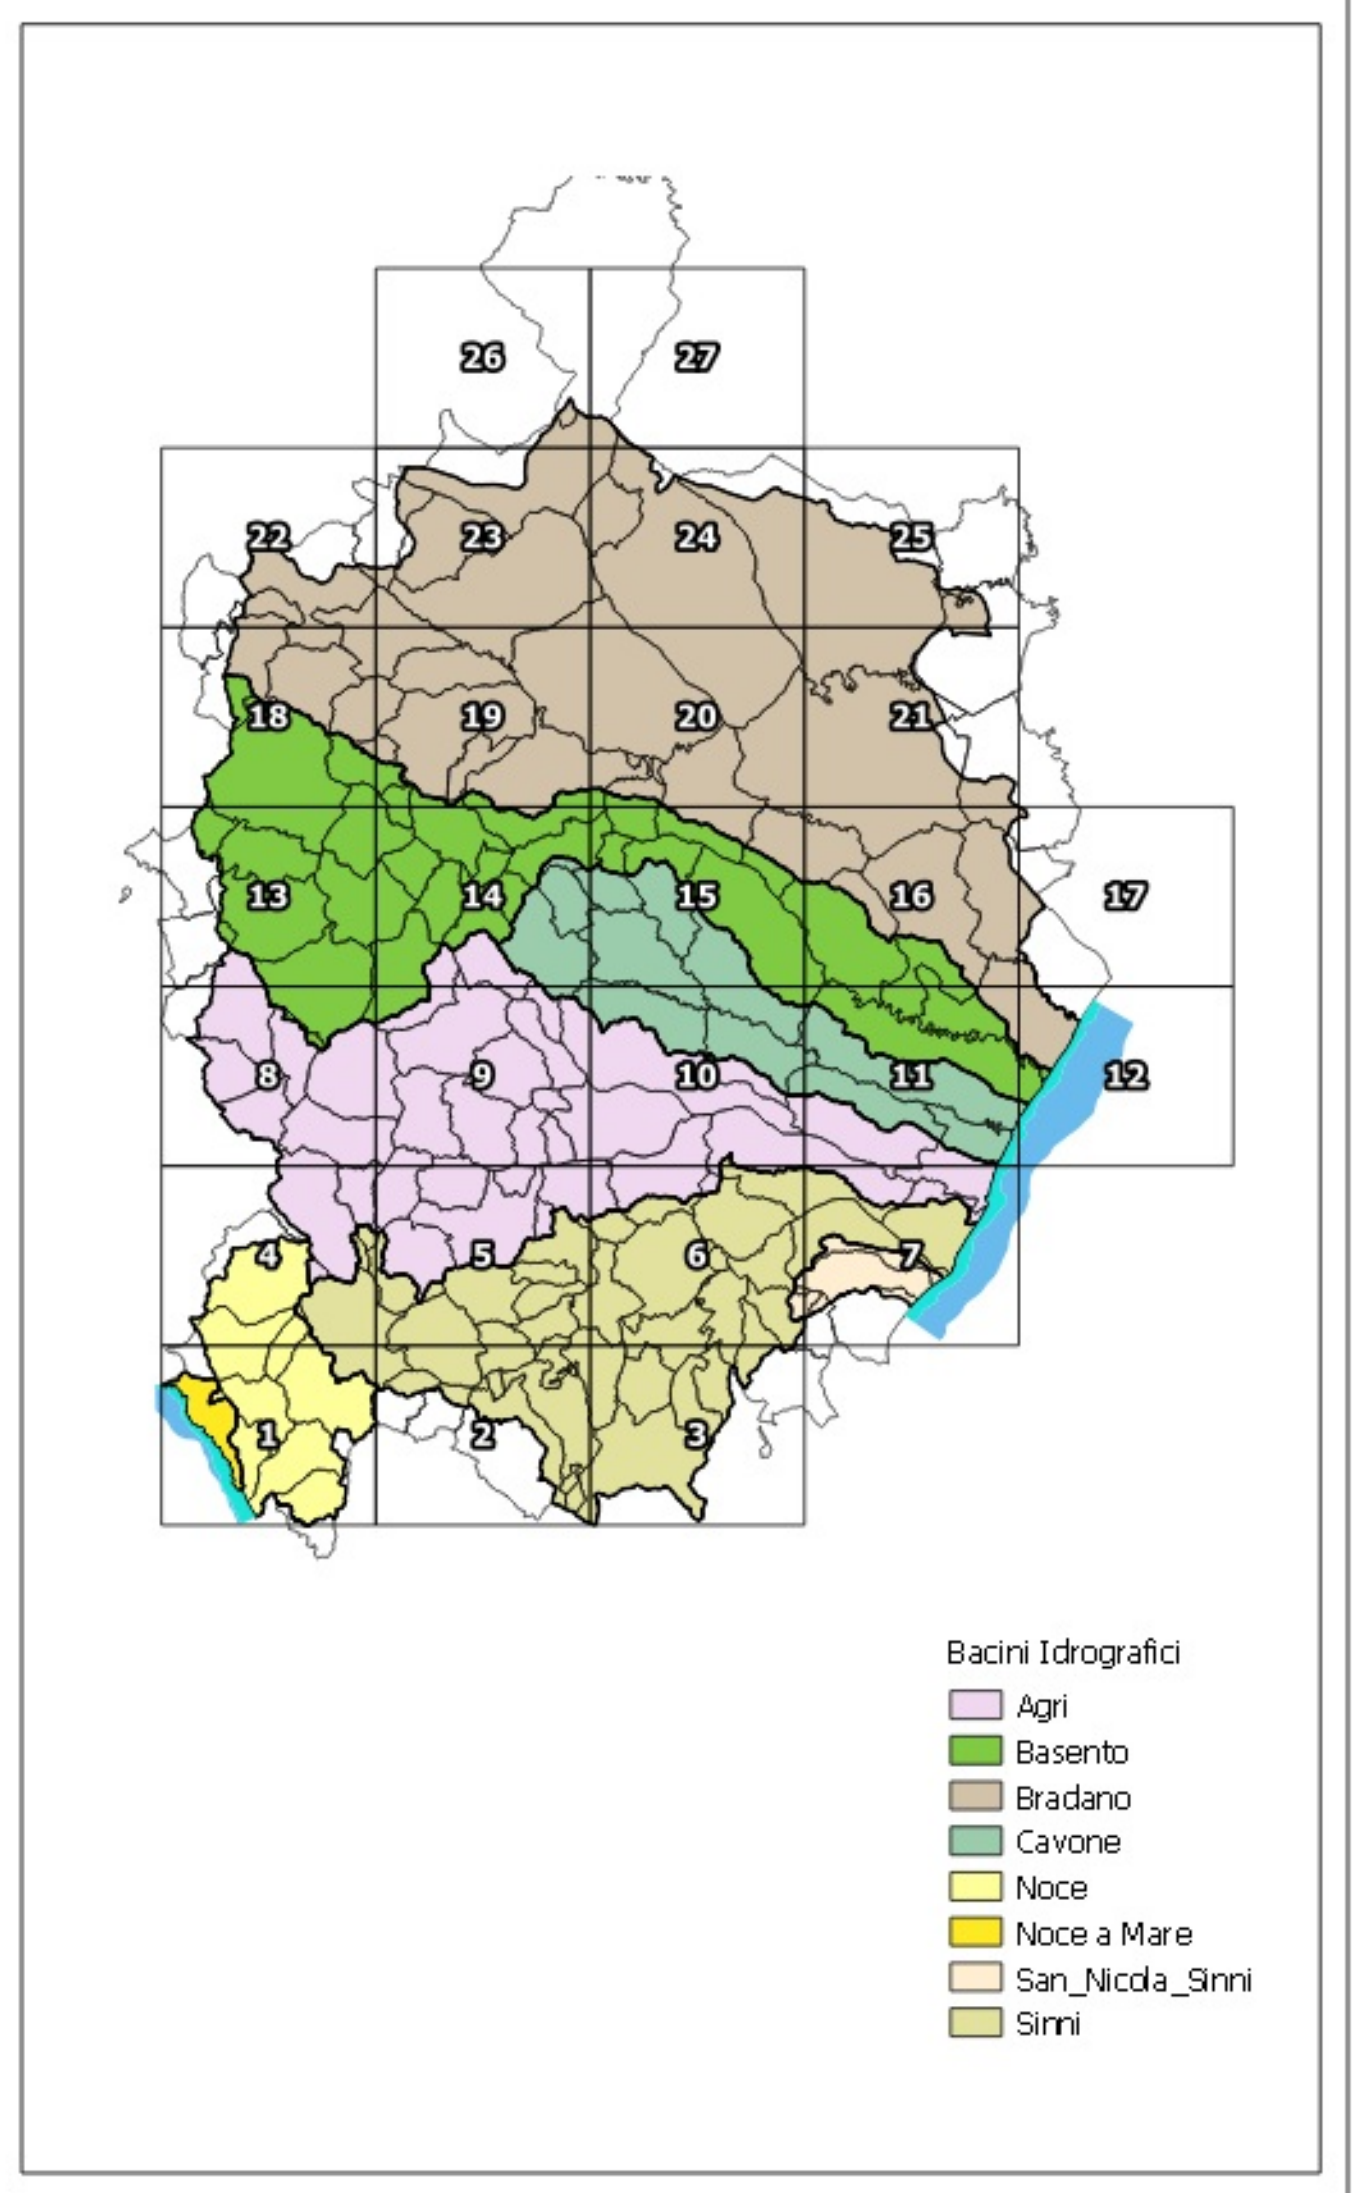 26 27
22 23 24 25
18 19 20 21
13 14 15 16 17
8 9 10 11 12
4 5 6 7
1 2 3
Bacini Idrografici
Agri
Basento
Bradano
Cavone
Noce
Noce a Mare
San_Nicola_Sinni
Sinni